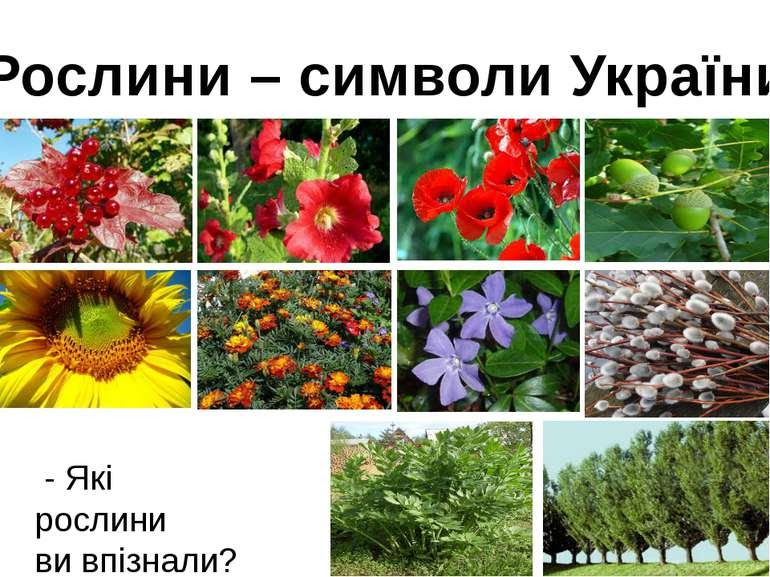 Рослини – символи України
- Які
рослини
ви впізнали?